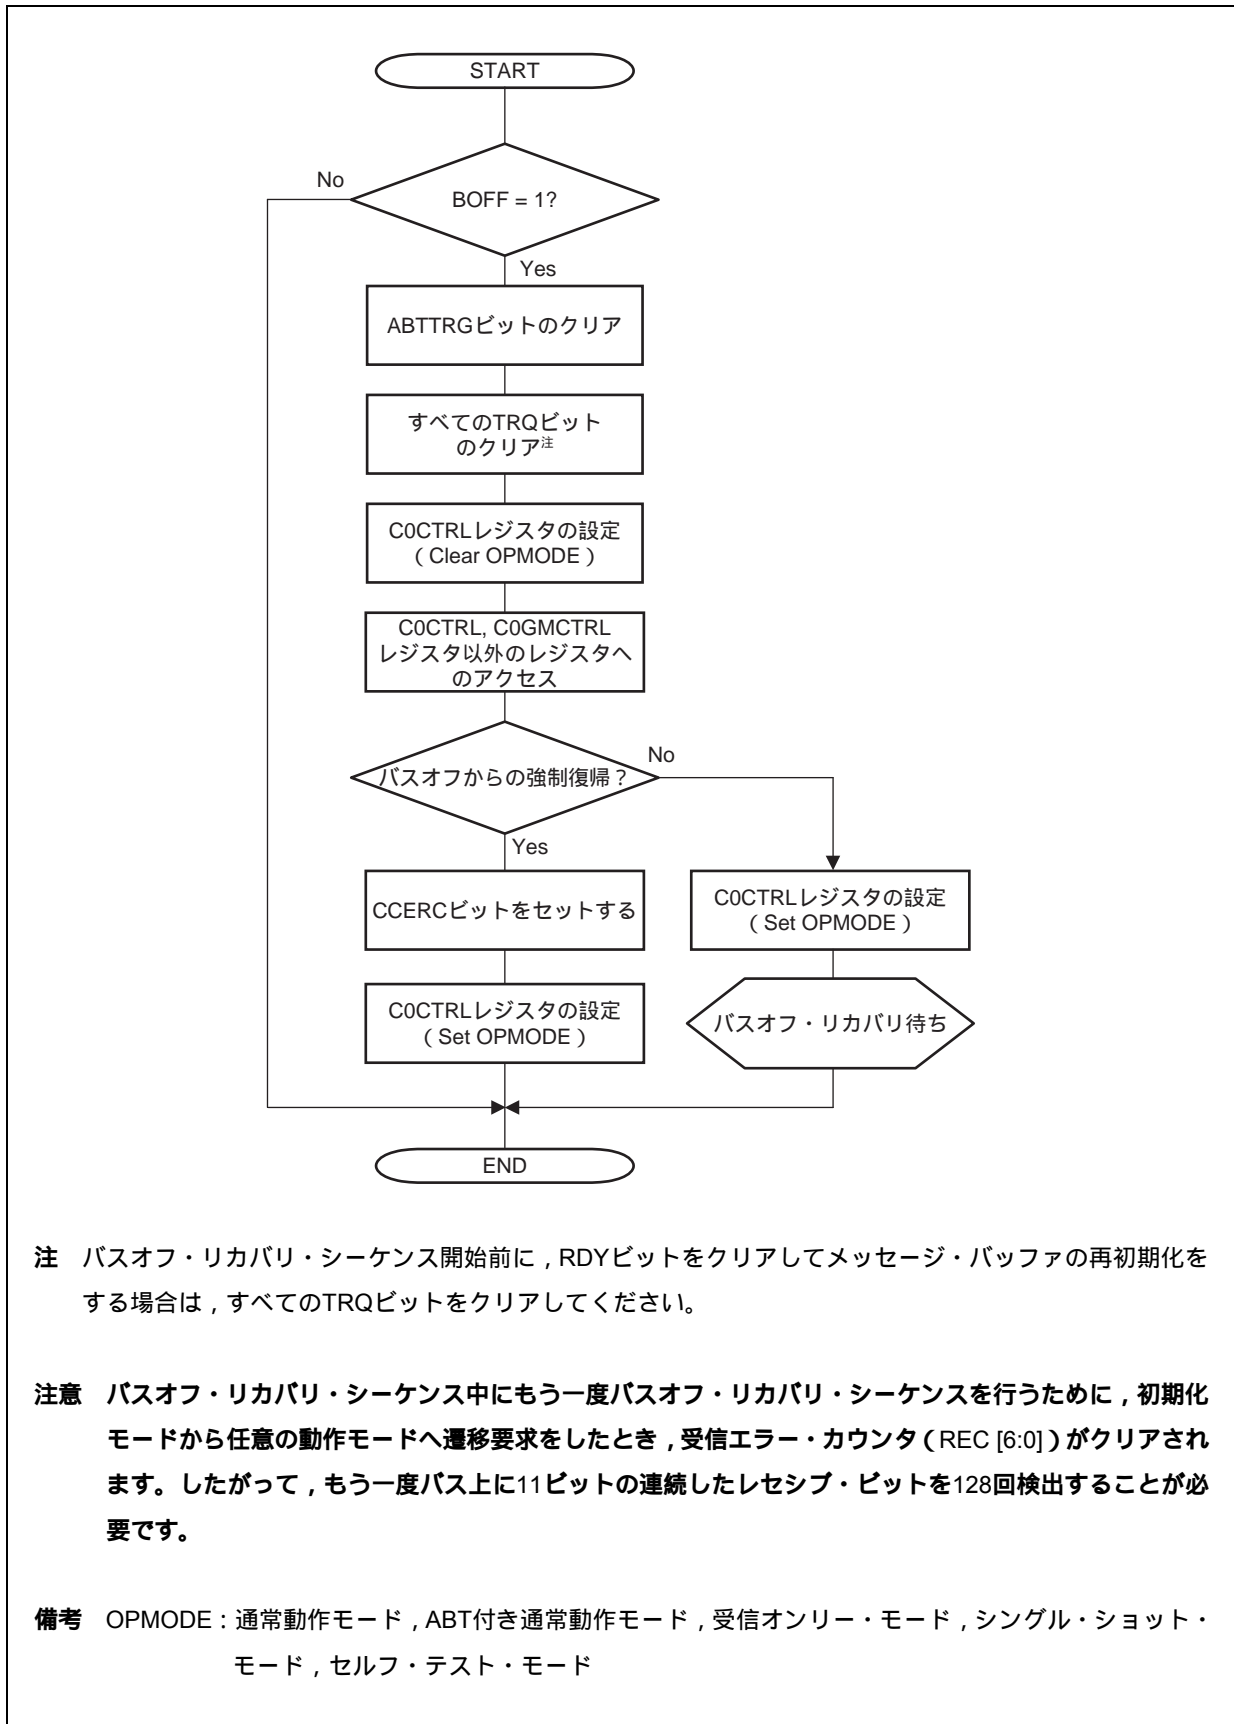 START
No
BOFF = 1?
Yes
ABTTRGビットのクリア
すべてのTRQビット
のクリア注
C0CTRLレジスタの設定
（Clear OPMODE）
C0CTRL, C0GMCTRL
レジスタ以外のレジスタへ
のアクセス
バスオフからの強制復帰？
No
Yes
CCERCビットをセットする
C0CTRLレジスタの設定
（Set OPMODE）
C0CTRLレジスタの設定
（Set OPMODE）
バスオフ・リカバリ待ち
END
注　バスオフ・リカバリ・シーケンス開始前に，RDYビットをクリアしてメッセージ・バッファの再初期化を
する場合は，すべてのTRQビットをクリアしてください。
注意　バスオフ・リカバリ・シーケンス中にもう一度バスオフ・リカバリ・シーケンスを行うために，初期化
モードから任意の動作モードへ遷移要求をしたとき，受信エラー・カウンタ（REC [6:0]）がクリアされ
ます。したがって，もう一度バス上に11ビットの連続したレセシブ・ビットを128回検出することが必
要です。
備考　OPMODE：通常動作モード，ABT付き通常動作モード，受信オンリー・モード，シングル・ショット・
モード，セルフ・テスト・モード